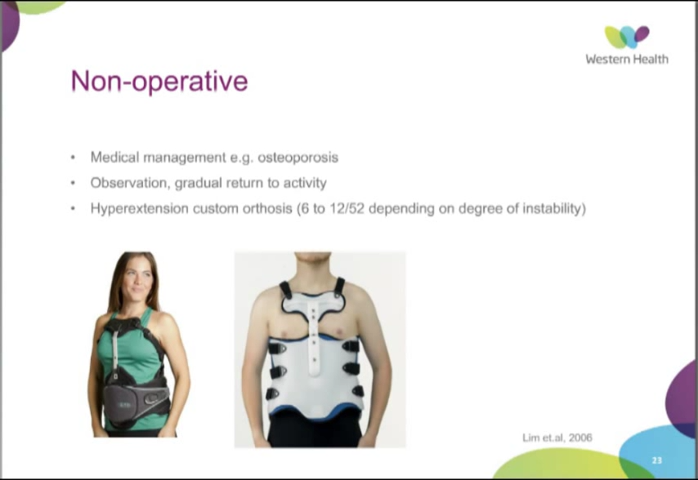 Western Health
Non-operative
• Medical management e.g. osteoporosis
• Observation, gradual return to activity
• Hyperextension custom orthosis (6 to 12/52 depending on degree of instability)
Lim et.al, 2006
23